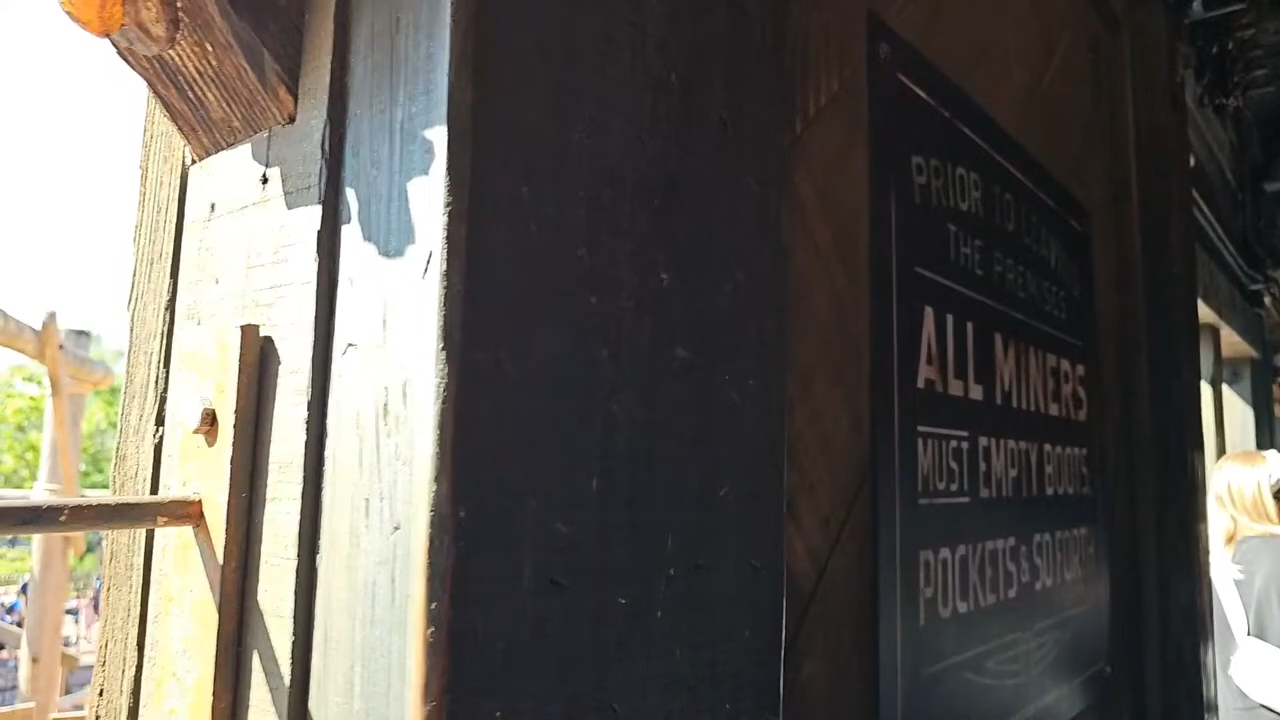 PRIOR TO LEAVING
THE PREMISES
ALL MINERS
MUST EMPTY BOOTS,
POCKETS & SO FORTH